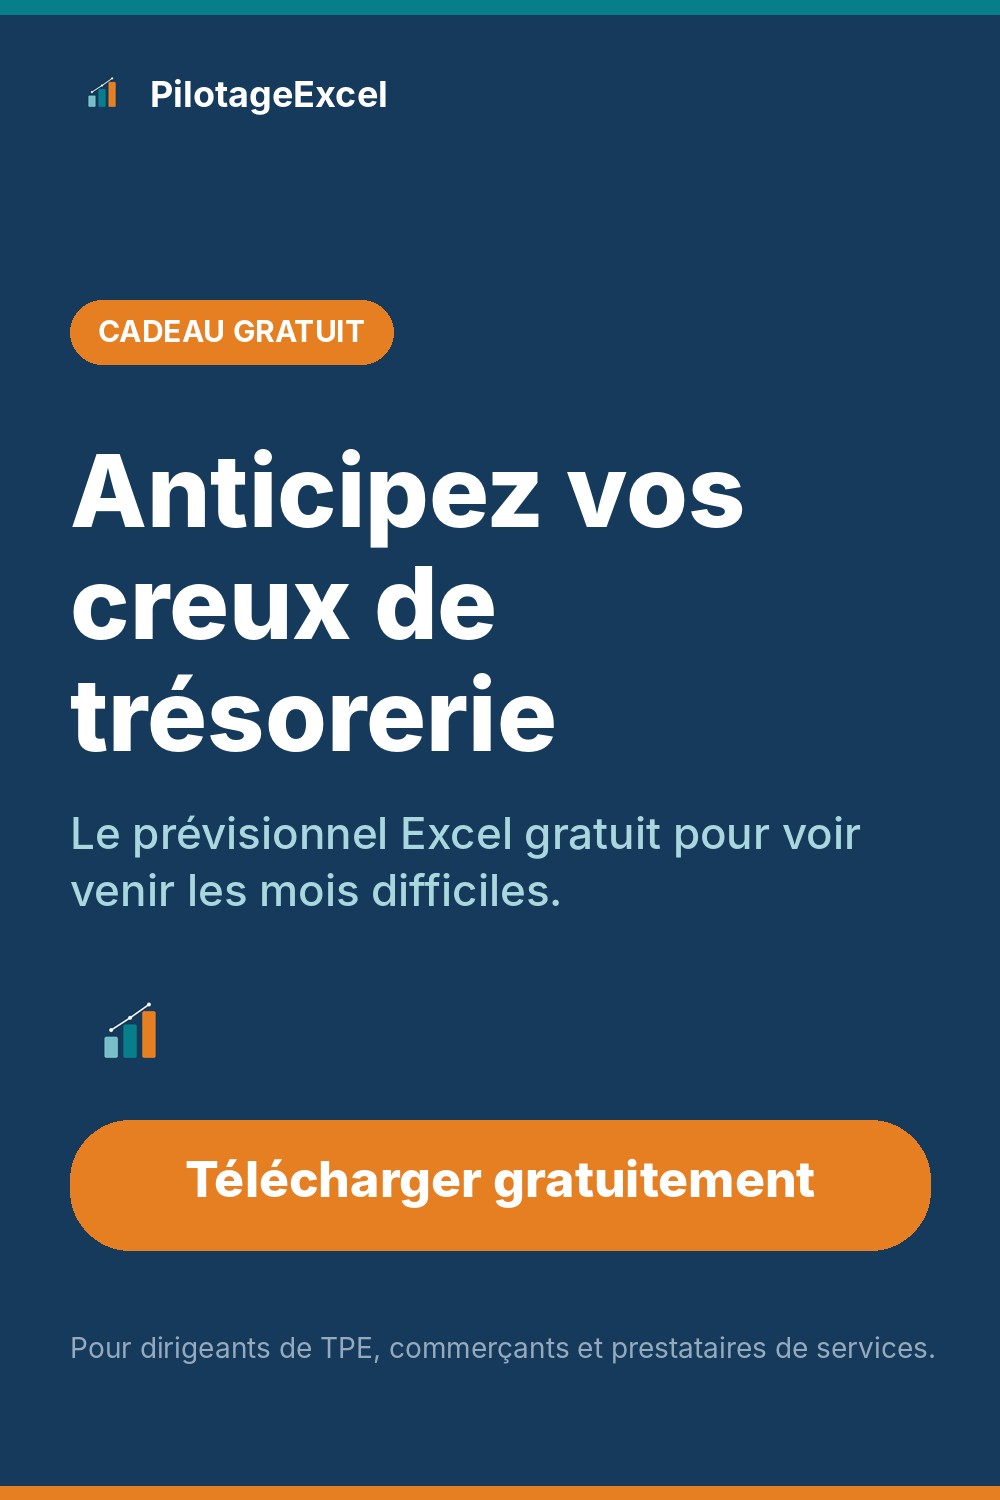 PilotageExcel
CADEAU GRATUIT
Anticipez vos
creux de
trésorerie
Le prévisionnel Excel gratuit pour voir
venir les mois difficiles.
Télécharger gratuitement
Pour dirigeants de TPE, commerçants et prestataires de services.